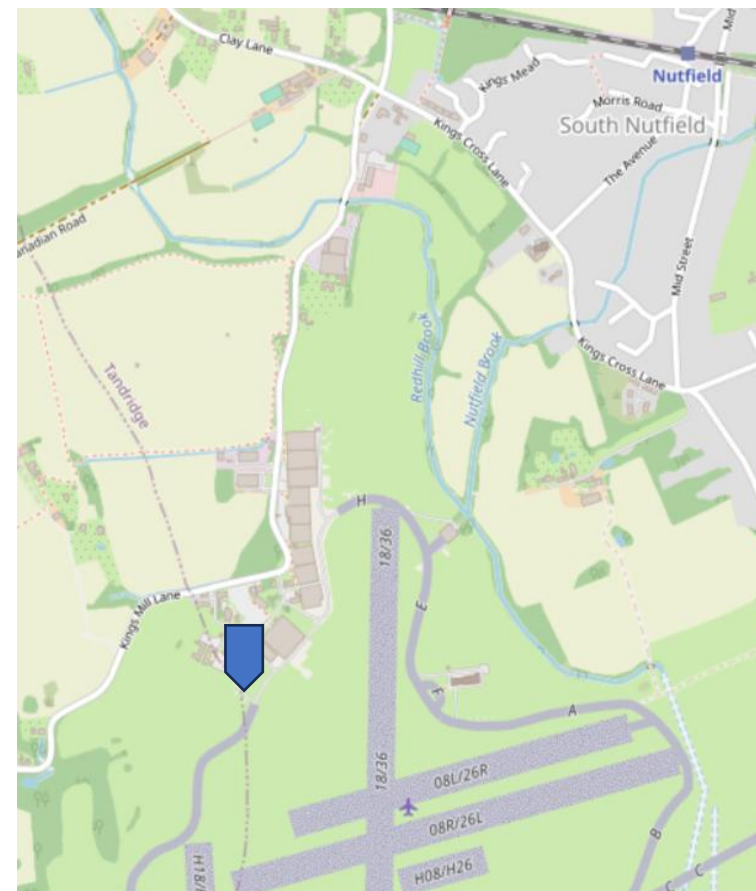 Clay Lane
Mid
Kings Mead
Nutfield
Morris Road
South Nutfield
Kings Cross Lane
The Avenue
anadian Road
Mid Street
Redhill Brook
Nutfield Brook
Kings Cross Lane
Tandridge
H
18/36
E
Kings Mill Lane
F
A
18/36
08L/26R
08R/26L
B
H18/
H08/H26
C
C